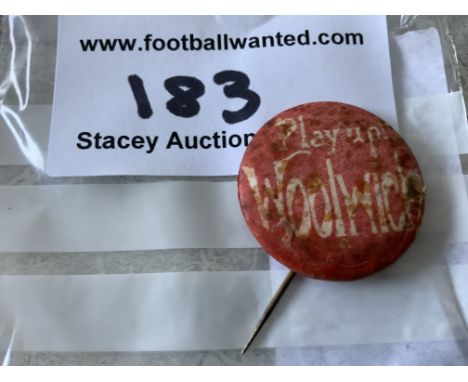 www.footballwanted.com
183
Stacey Auction
Play up
Woolwich